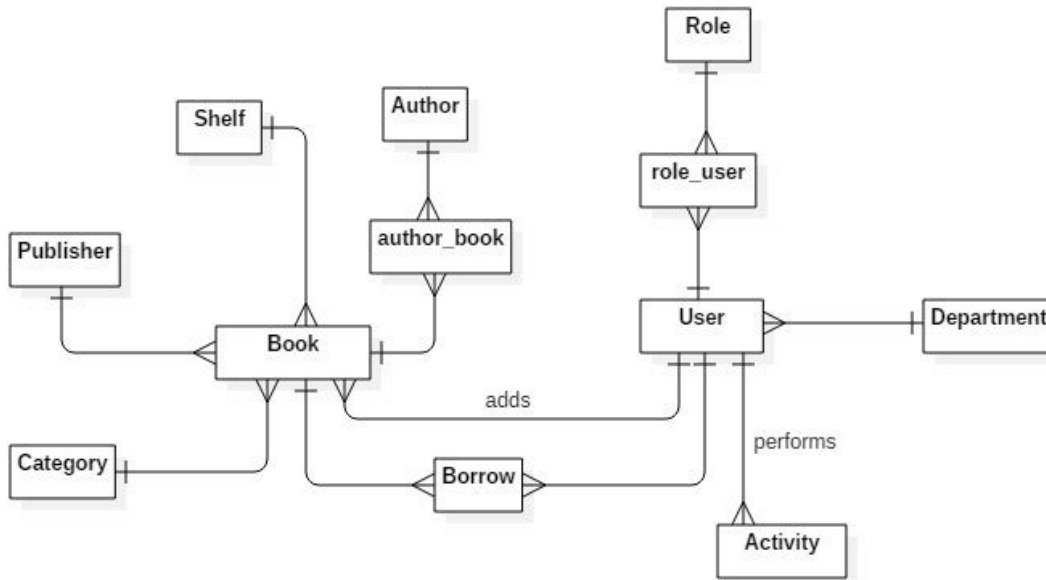 Role
Author
Shelf
role_user
author_book
Publisher
User
Department
Book
adds
performs
Category
Borrow
Activity